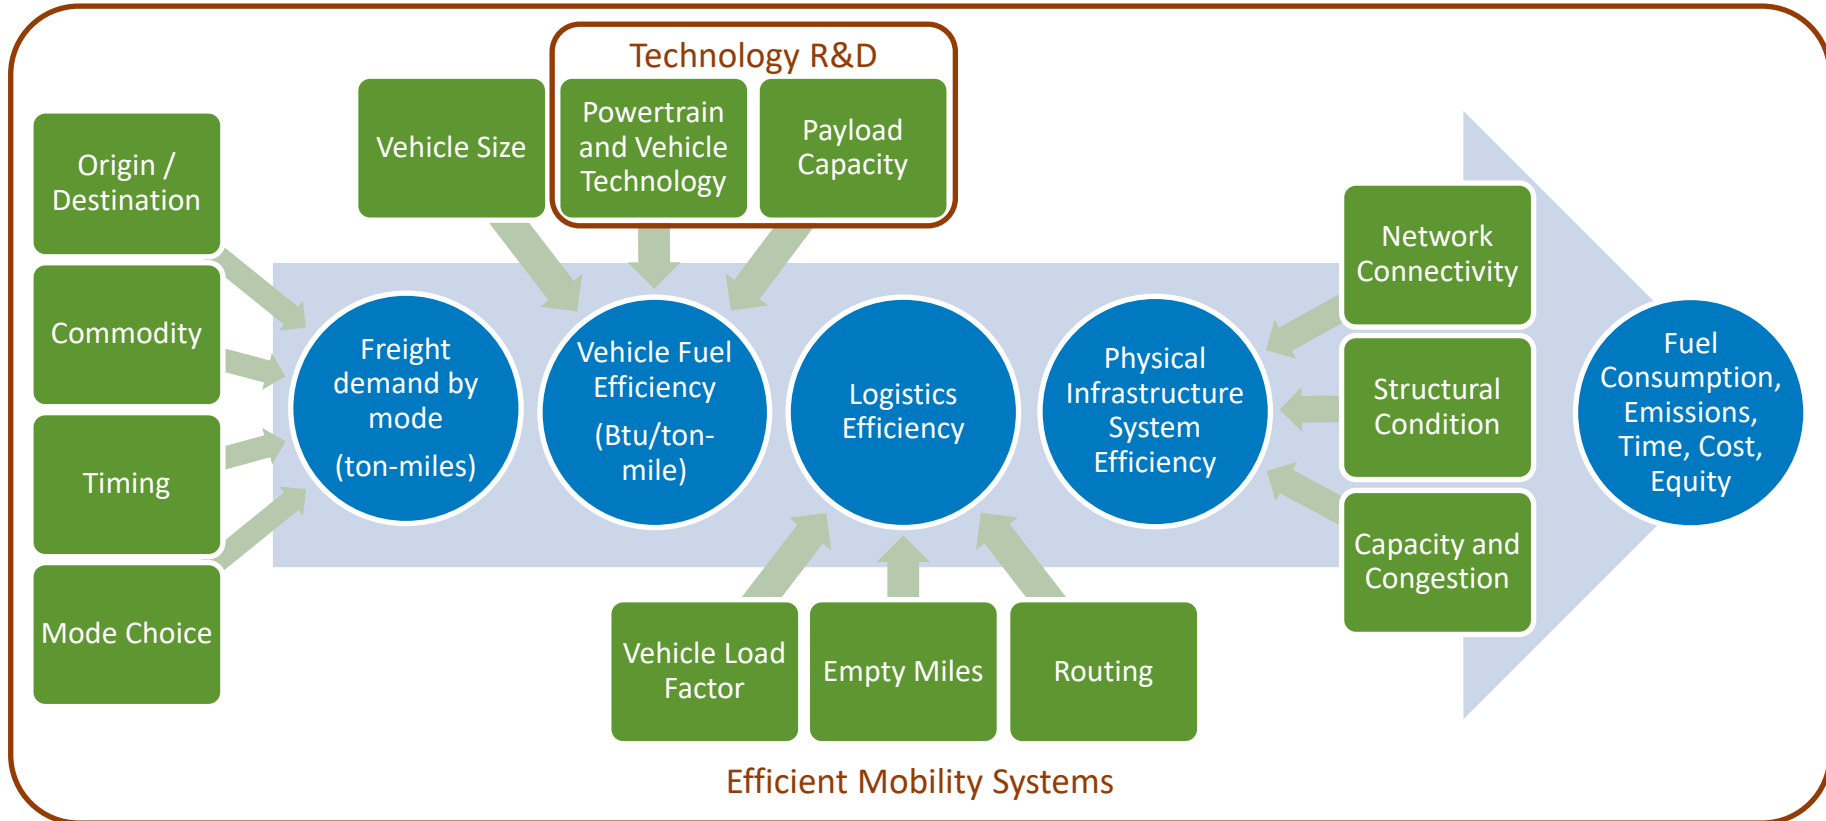 Technology R&D
Origin /
Destination
Commodity
Timing
Mode Choice
Vehicle Size
Powertrain
and Vehicle
Technology
Payload
Capacity
Freight
demand by
mode
(ton-miles)
Vehicle Fuel
Efficiency
(Btu/ton-
mile)
Logistics
Efficiency
Physical
Infrastructure
System
Efficiency
Network
Connectivity
Structural
Condition
Capacity and
Congestion
Fuel
Consumption,
Emissions,
Time, Cost,
Equity
Vehicle Load
Factor
Empty Miles
Routing
Efficient Mobility Systems